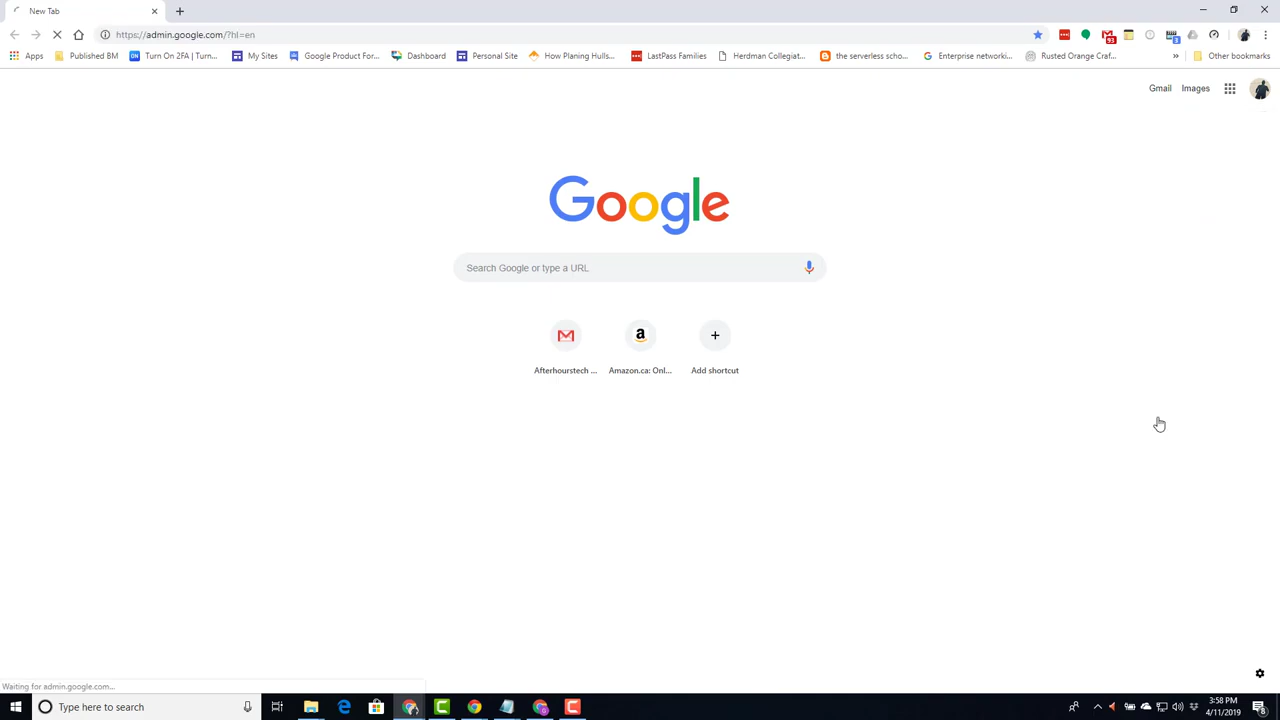 New Tab
https://admin.google.com/?hl=en
93
3
Apps
Published BM
Turn On 2FA | Turn...
My Sites
Google Product For...
Dashboard
Personal Site
How Planing Hulls...
LastPass Families
Herdman Collegiat...
the serverless scho...
Enterprise networki...
Rusted Orange Craf...
»
Other bookmarks
Gmail
Images
Google
Search Google or type a URL
Afterhourstech ...
Amazon.ca: Onl...
Add shortcut
Waiting for admin.google.com...
Type here to search
3:58 PM
4/11/2019
8